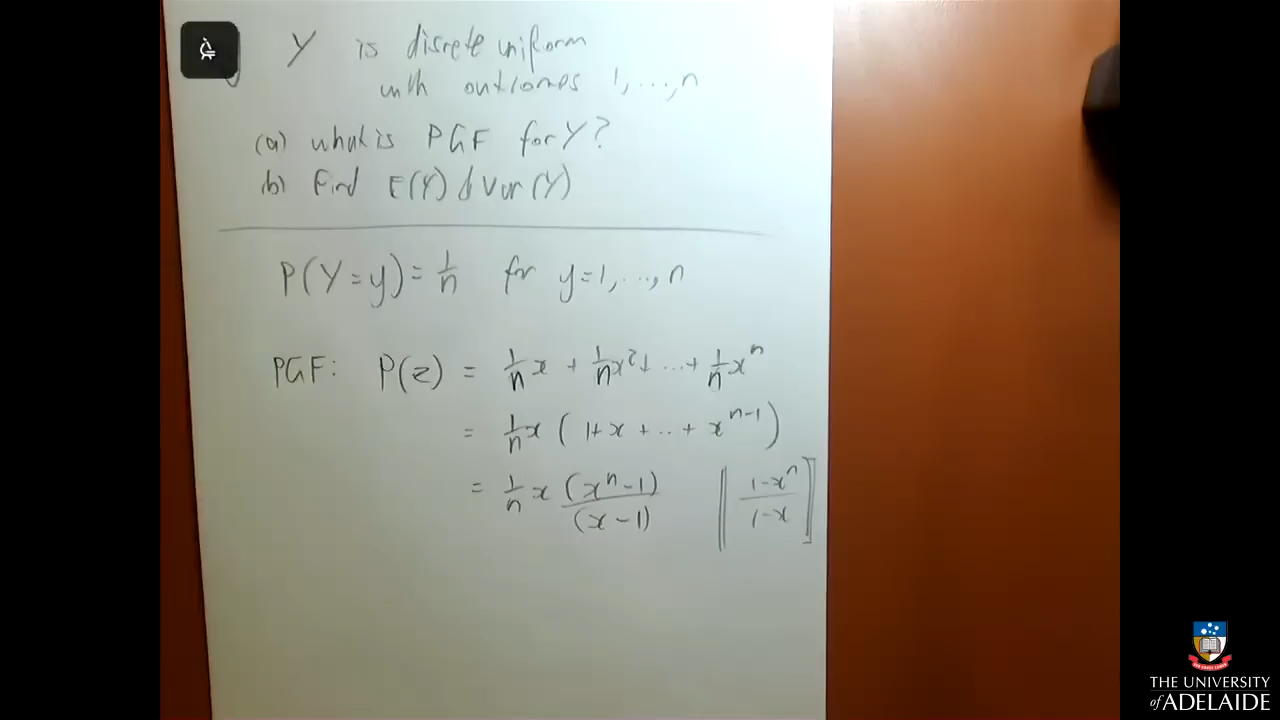 Y is discrete uniform
with outcomes 1, ..., n
(a) what is PGF for Y?
(b) Find E(Y) & Var(Y)
P(Y=y) = 1/n for y=1, ..., n
PGF: P(z) = 1/n x + 1/n x² + ... + 1/n xⁿ
= 1/n x (1+x + .. + xⁿ⁻¹)
= 1/n x (xⁿ-1)/(x-1) [ (1-xⁿ)/(1-x) ]
THE UNIVERSITY
of ADELAIDE